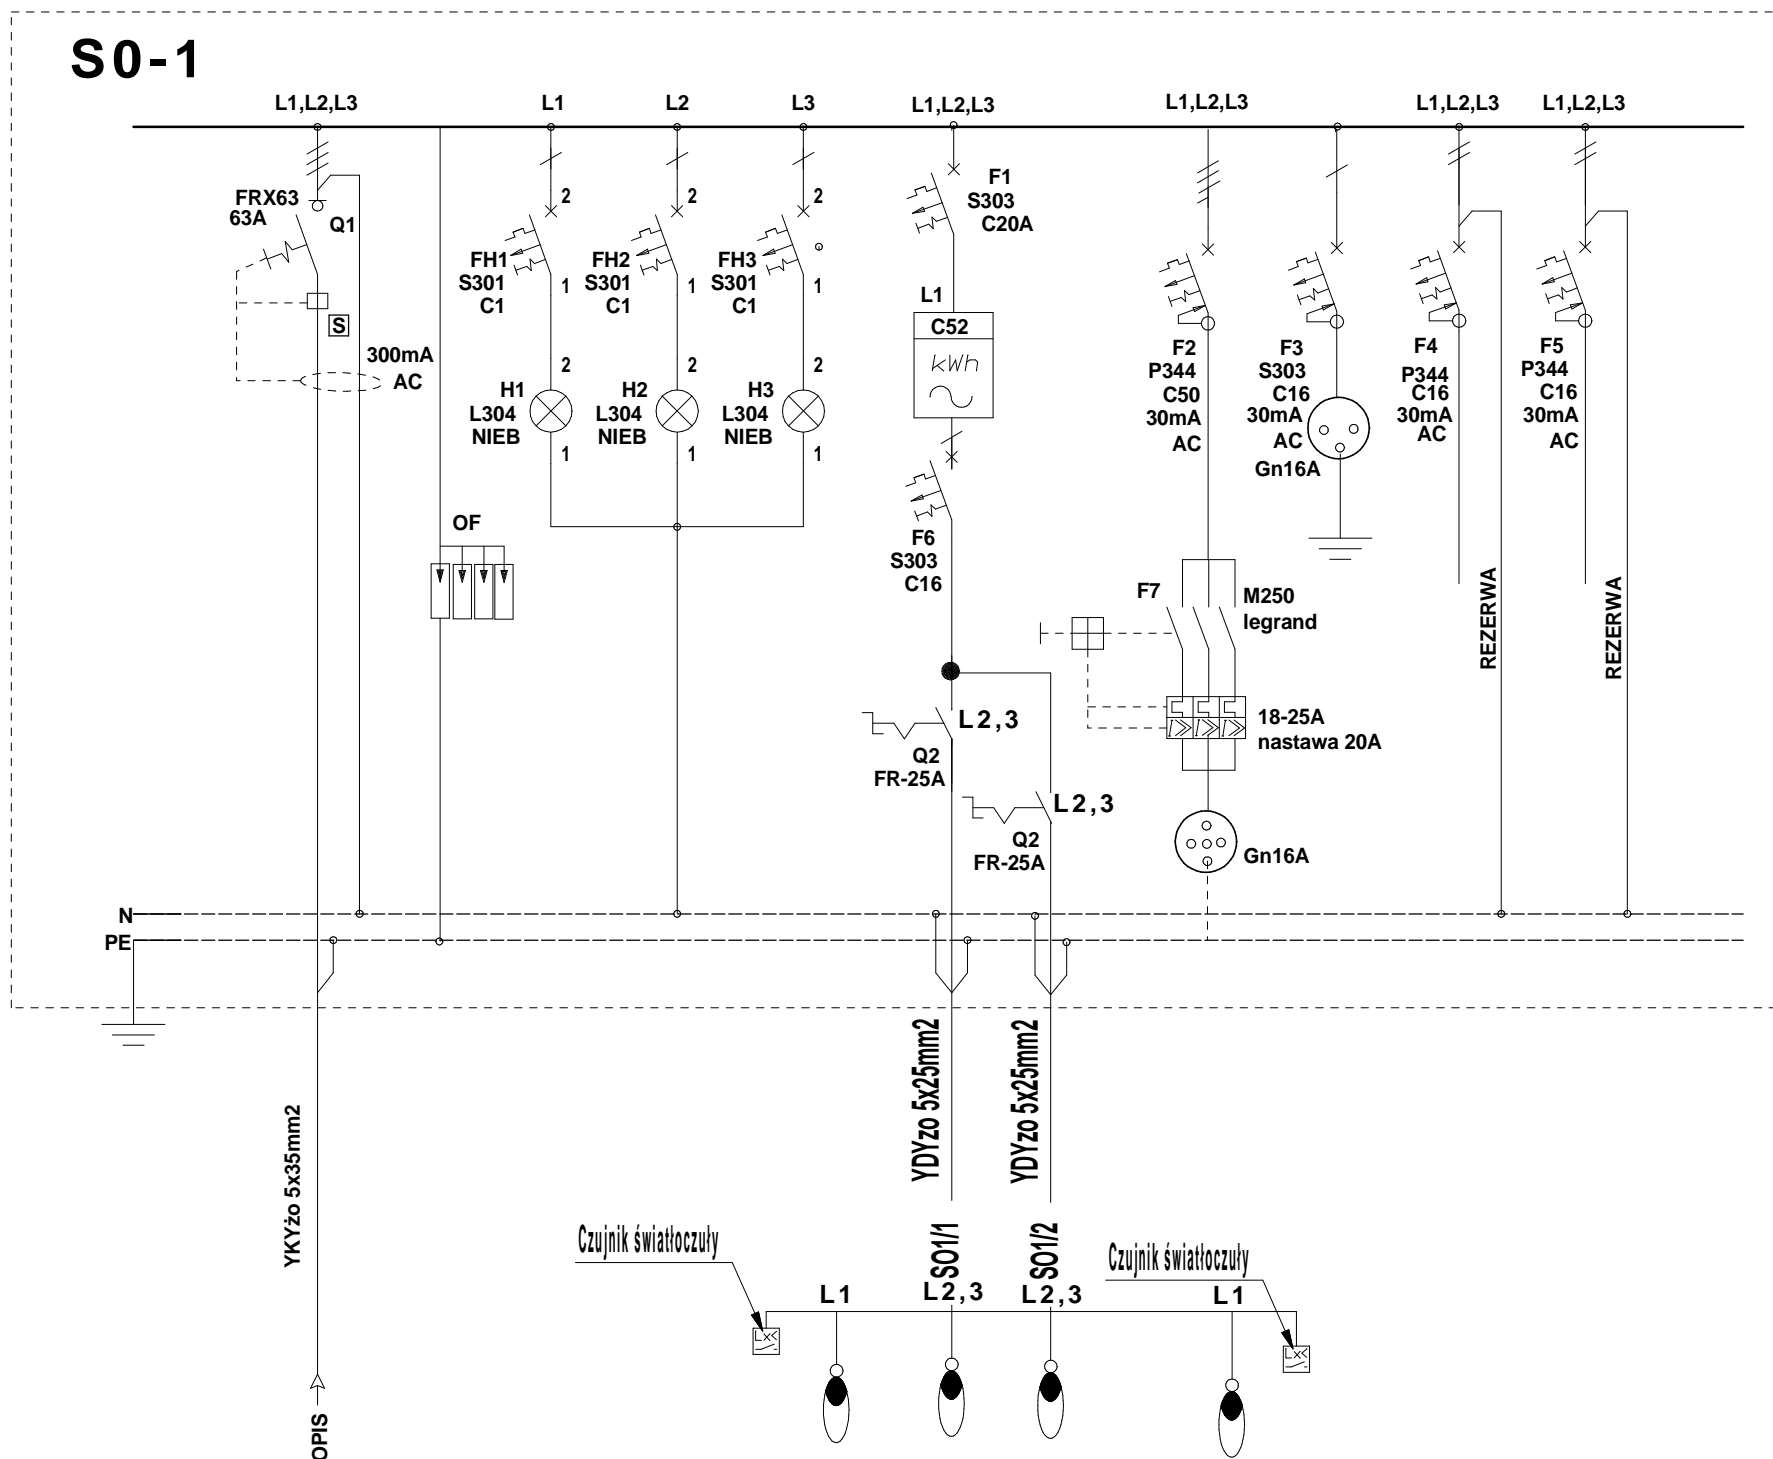 S0-1
L1,L2,L3
L1
L2
L3
L1,L2,L3
L1,L2,L3
L1,L2,L3
L1,L2,L3
FRX63
63A
Q1
S
300mA
AC
OF
2
FH1
S301
C1
1
2
H1
L304
NIEB
1
2
FH2
S301
C1
1
2
H2
L304
NIEB
1
2
FH3
S301
C1
1
2
H3
L304
NIEB
1
F1
S303
C20A
L1
C52
kWh
F6
S303
C16
L2,3
Q2
FR-25A
L2,3
Q2
FR-25A
F2
P344
C50
30mA
AC
F7
M250
legrand
18-25A
nastawa 20A
Gn16A
F3
S303
C16
30mA
AC
Gn16A
F4
P344
C16
30mA
AC
REZERWA
F5
P344
C16
30mA
AC
REZERWA
N
PE
YKYżo 5x35mm2
OPIS
YDYzo 5x25mm2
YDYzo 5x25mm2
SO1/1
SO1/2
Czujnik światłoczuły
Czujnik światłoczuły
L1
L2,3
L2,3
L1
Lx<
Lx<